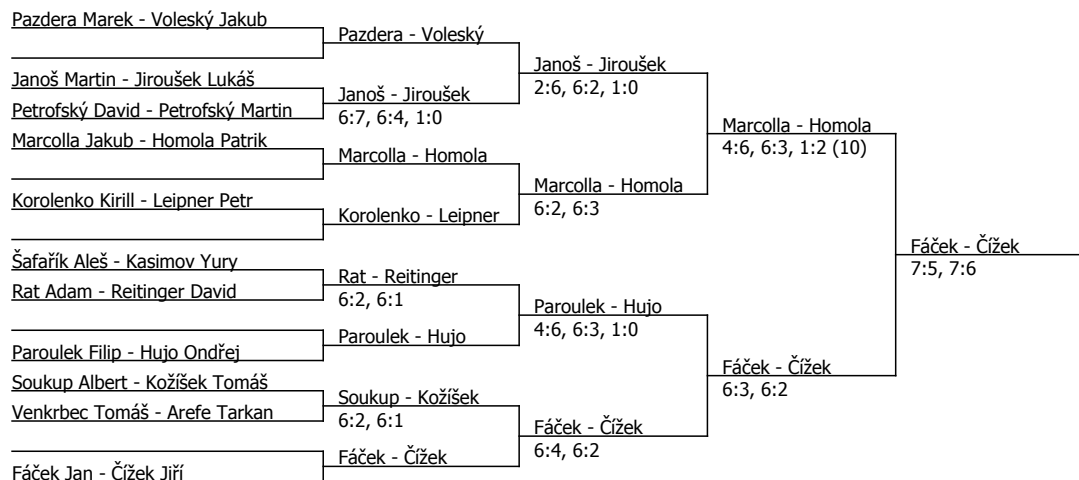 Pazdera Marek - Voleský Jakub
Pazdera - Voleský
Janoš - Jiroušek
2:6, 6:2, 1:0
Janoš Martin - Jiroušek Lukáš
Janoš - Jiroušek
6:7, 6:4, 1:0
Petrofský David - Petrofský Martin
Marcolla - Homola
4:6, 6:3, 1:2 (10)
Marcolla Jakub - Homola Patrik
Marcolla - Homola
Marcolla - Homola
6:2, 6:3
Korolenko Kirill - Leipner Petr
Korolenko - Leipner
Fáček - Čížek
7:5, 7:6
Šafařík Aleš - Kasimov Yury
Rat - Reitinger
6:2, 6:1
Rat Adam - Reitinger David
Paroulek - Hujo
4:6, 6:3, 1:0
Paroulek - Hujo
Paroulek Filip - Hujo Ondřej
Fáček - Čížek
6:3, 6:2
Soukup Albert - Kožíšek Tomáš
Soukup - Kožíšek
6:2, 6:1
Venkrbec Tomáš - Arefe Tarkan
Fáček - Čížek
6:4, 6:2
Fáček - Čížek
Fáček Jan - Čížek Jiří